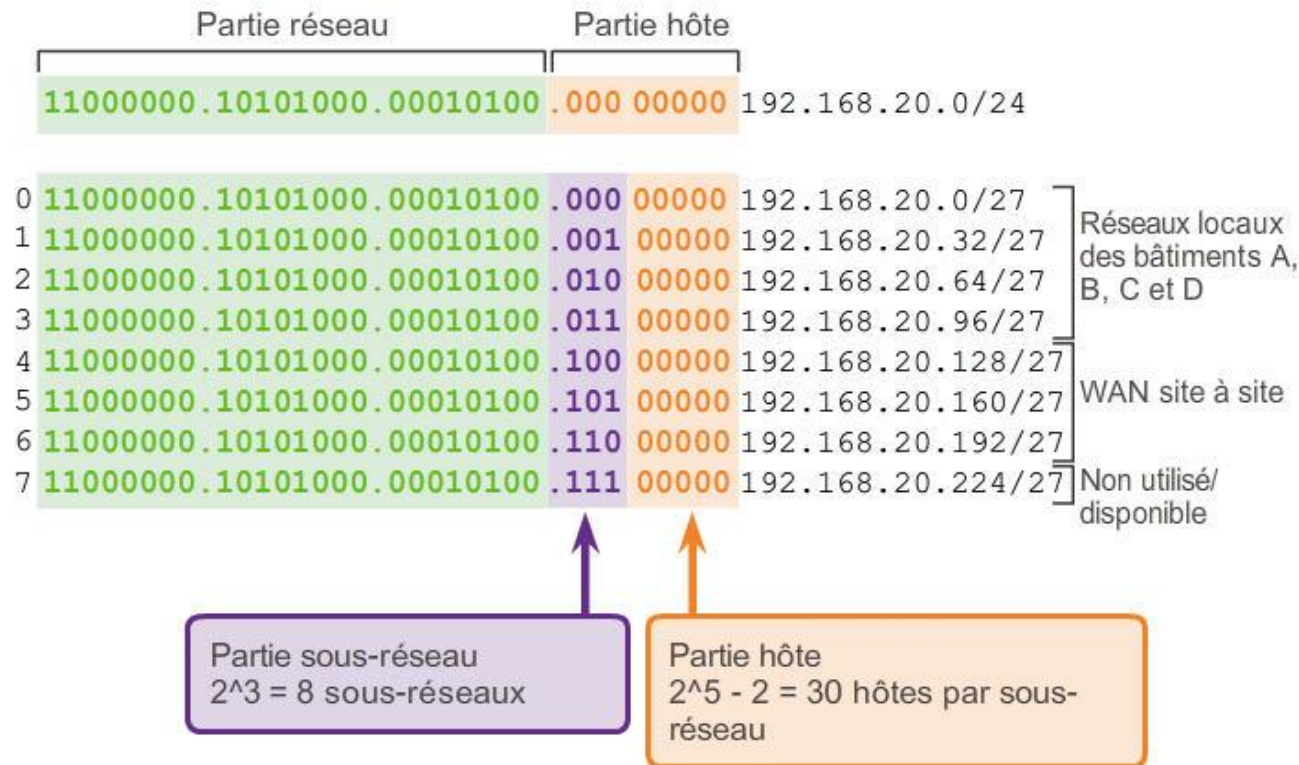 Partie réseau Partie hôte
11000000.10101000.00010100.000 00000 192.168.20.0/24
0 11000000.10101000.00010100.000 00000 192.168.20.0/27
1 11000000.10101000.00010100.001 00000 192.168.20.32/27
2 11000000.10101000.00010100.010 00000 192.168.20.64/27
3 11000000.10101000.00010100.011 00000 192.168.20.96/27
Réseaux locaux
des bâtiments A,
B, C et D
4 11000000.10101000.00010100.100 00000 192.168.20.128/27
5 11000000.10101000.00010100.101 00000 192.168.20.160/27
6 11000000.10101000.00010100.110 00000 192.168.20.192/27
WAN site à site
7 11000000.10101000.00010100.111 00000 192.168.20.224/27
Non utilisé/
disponible
Partie sous-réseau
2^3 = 8 sous-réseaux
Partie hôte
2^5 - 2 = 30 hôtes par sous-
réseau